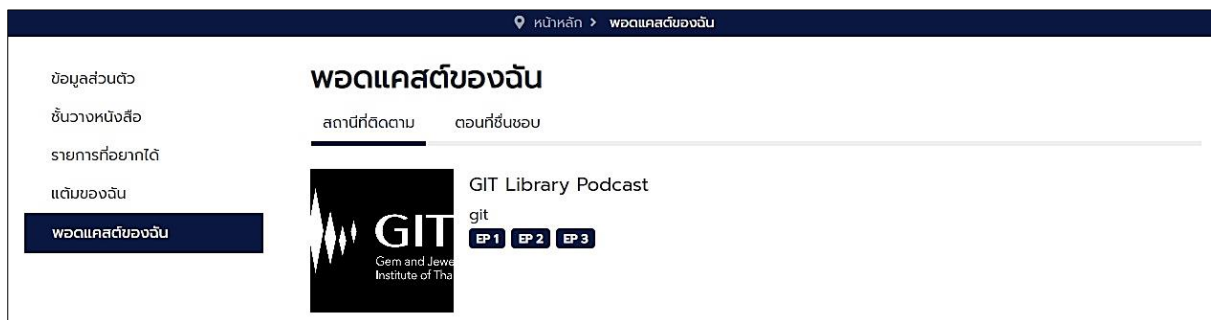 หน้าหลัก > พอดแคสต์ของฉัน
ข้อมูลส่วนตัว
ชั้นวางหนังสือ
รายการที่อยากได้
แต้มของฉัน
พอดแคสต์ของฉัน
พอดแคสต์ของฉัน
สถานีที่ติดตาม ตอนที่ชื่นชอบ
GIT
Gem and Jewe
Institute of Tha
GIT Library Podcast
git
EP 1 EP 2 EP 3